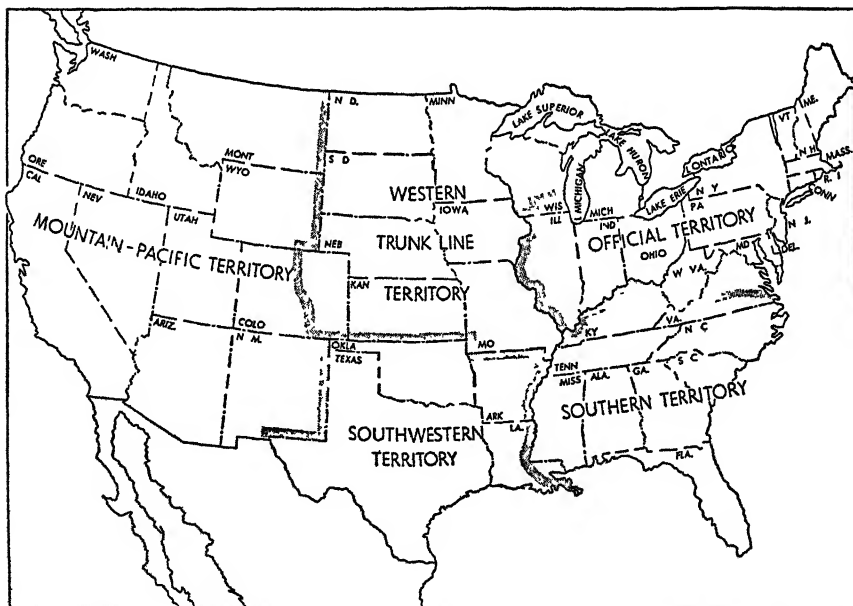 WASH
N D.
MINN
LAKE SUPERIOR
LAKE HURON
VT
ME.
N H
MASS.
R. I
CONN
ONTARIO
LAKE ERIE
L MICHIGAN
MONT
WYO
S D
WESTERN
IOWA
WIS
ILL
MICH
IND
N Y
PA
ORE
CAL
NEV
IDAHO
UTAH
MOUNTAIN-PACIFIC TERRITORY
NEB
TRUNK LINE
OFFICIAL TERRITORY
OHIO
N J.
MD
DEL
W VA.
KAN
TERRITORY
ARIZ.
COLO
N M.
OKLA
TEXAS
MO
KY
VA.
N C
TENN
MISS
ALA.
GA.
S C
SOUTHERN TERRITORY
ARK
LA.
SOUTHWESTERN
TERRITORY
FLA.